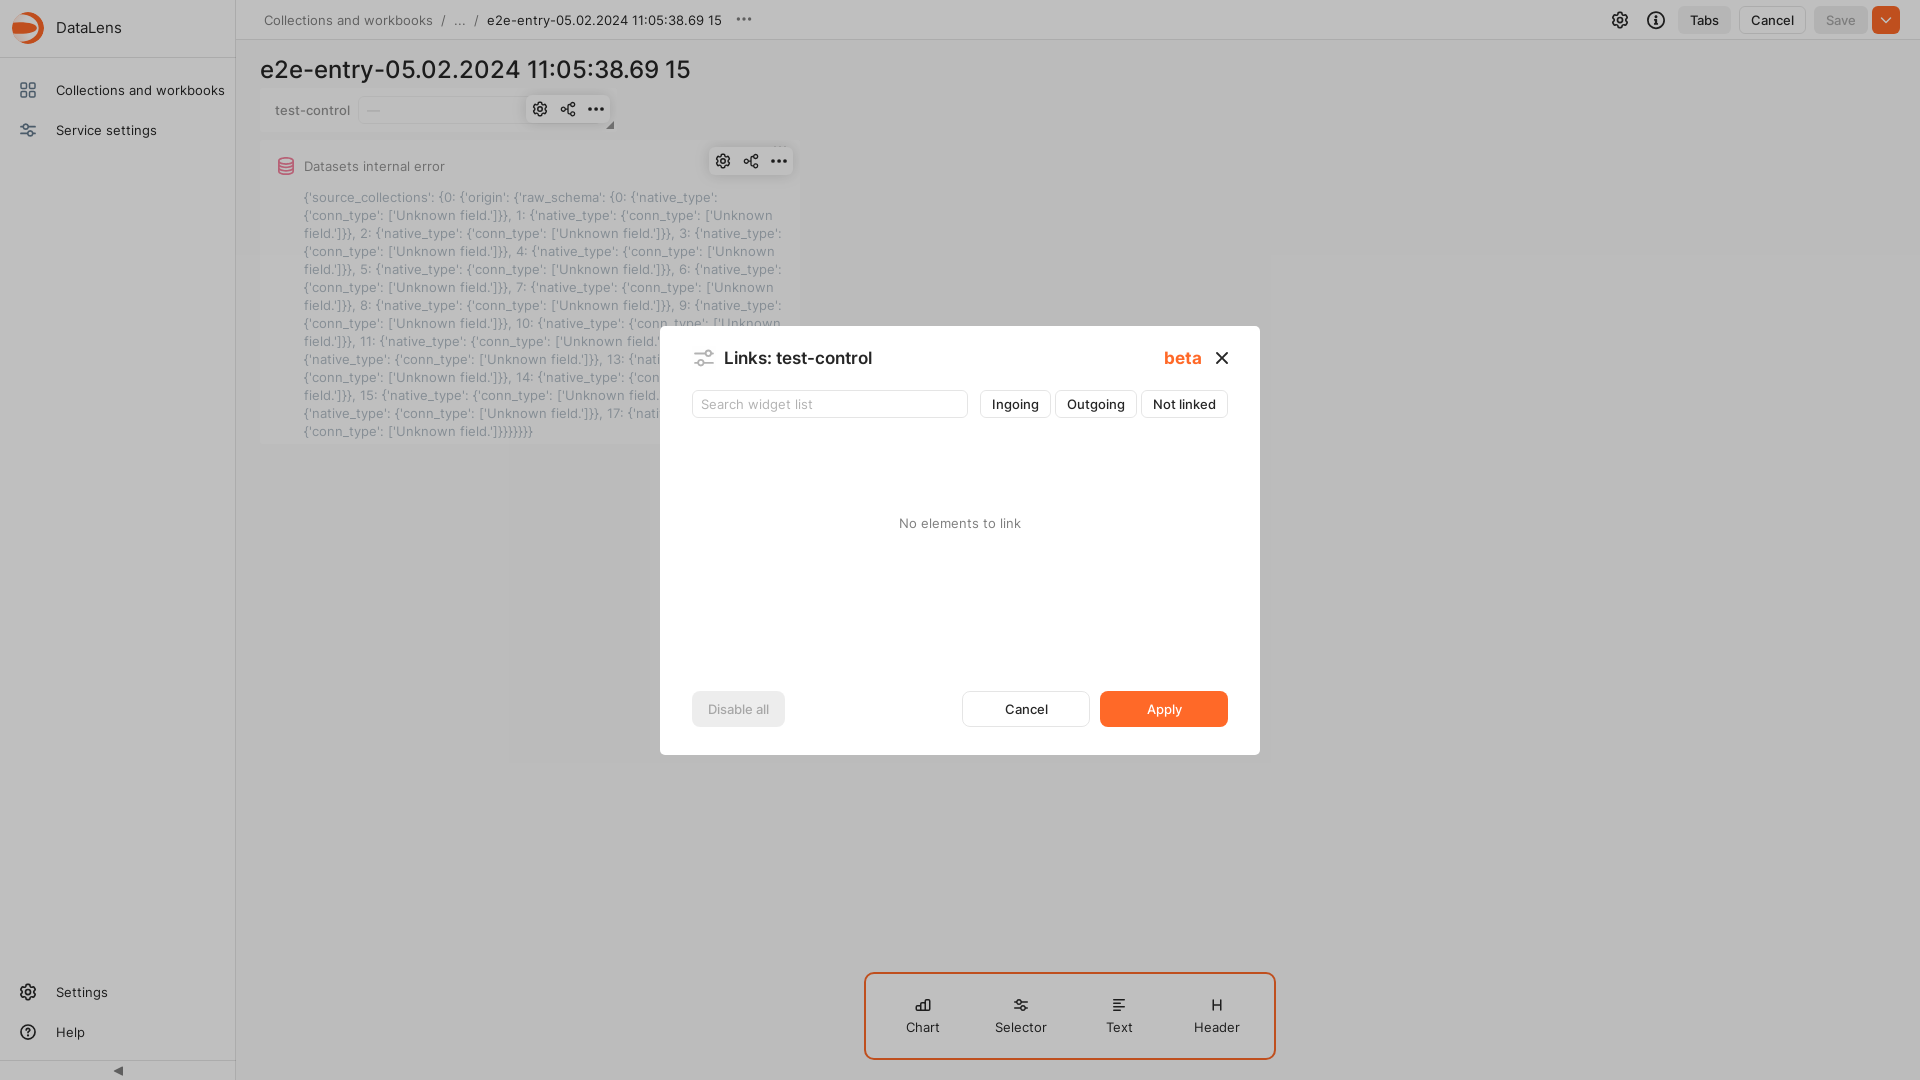 DataLens
Collections and workbooks
Service settings
Settings
Help
Collections and workbooks / ... / e2e-entry-05.02.2024 11:05:38.69 15
Tabs
Cancel
Save
e2e-entry-05.02.2024 11:05:38.69 15
test-control
—
Datasets internal error
{'source_collections': {0: {'origin': {'raw_schema': {0: {'native_type':
{'conn_type': ['Unknown field.']}}, 1: {'native_type': {'conn_type': ['Unknown
field.']}}, 2: {'native_type': {'conn_type': ['Unknown field.']}}, 3: {'native_type':
{'conn_type': ['Unknown field.']}}, 4: {'native_type': {'conn_type': ['Unknown
field.']}}, 5: {'native_type': {'conn_type': ['Unknown field.']}}, 6: {'native_type':
{'conn_type': ['Unknown field.']}}, 7: {'native_type': {'conn_type': ['Unknown
field.']}}, 8: {'native_type': {'conn_type': ['Unknown field.']}}, 9: {'native_type':
{'conn_type': ['Unknown field.']}}, 10: {'native_type': {'conn_type': ['Unknown
field.']}}, 11: {'native_type': {'conn_type': ['Unknown field.
{'native_type': {'conn_type': ['Unknown field.']}}, 13: {'nati
{'conn_type': ['Unknown field.']}}, 14: {'native_type': {'con
field.']}}, 15: {'native_type': {'conn_type': ['Unknown field.
{'native_type': {'conn_type': ['Unknown field.']}}, 17: {'nati
{'conn_type': ['Unknown field.']}}}}}}}
Links: test-control
beta
Search widget list
Ingoing
Outgoing
Not linked
No elements to link
Disable all
Cancel
Apply
Chart
Selector
Text
Header